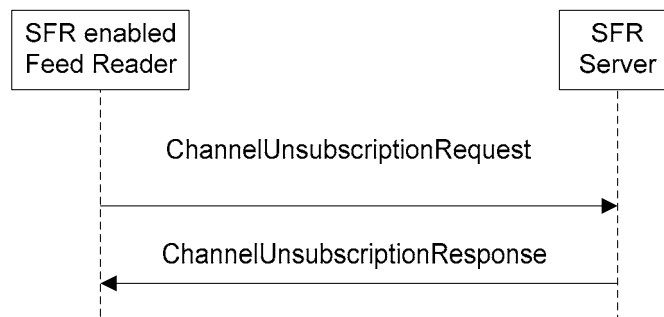 SFR enabled
Feed Reader
SFR
Server
ChannelUnsubscriptionRequest
ChannelUnsubscriptionResponse